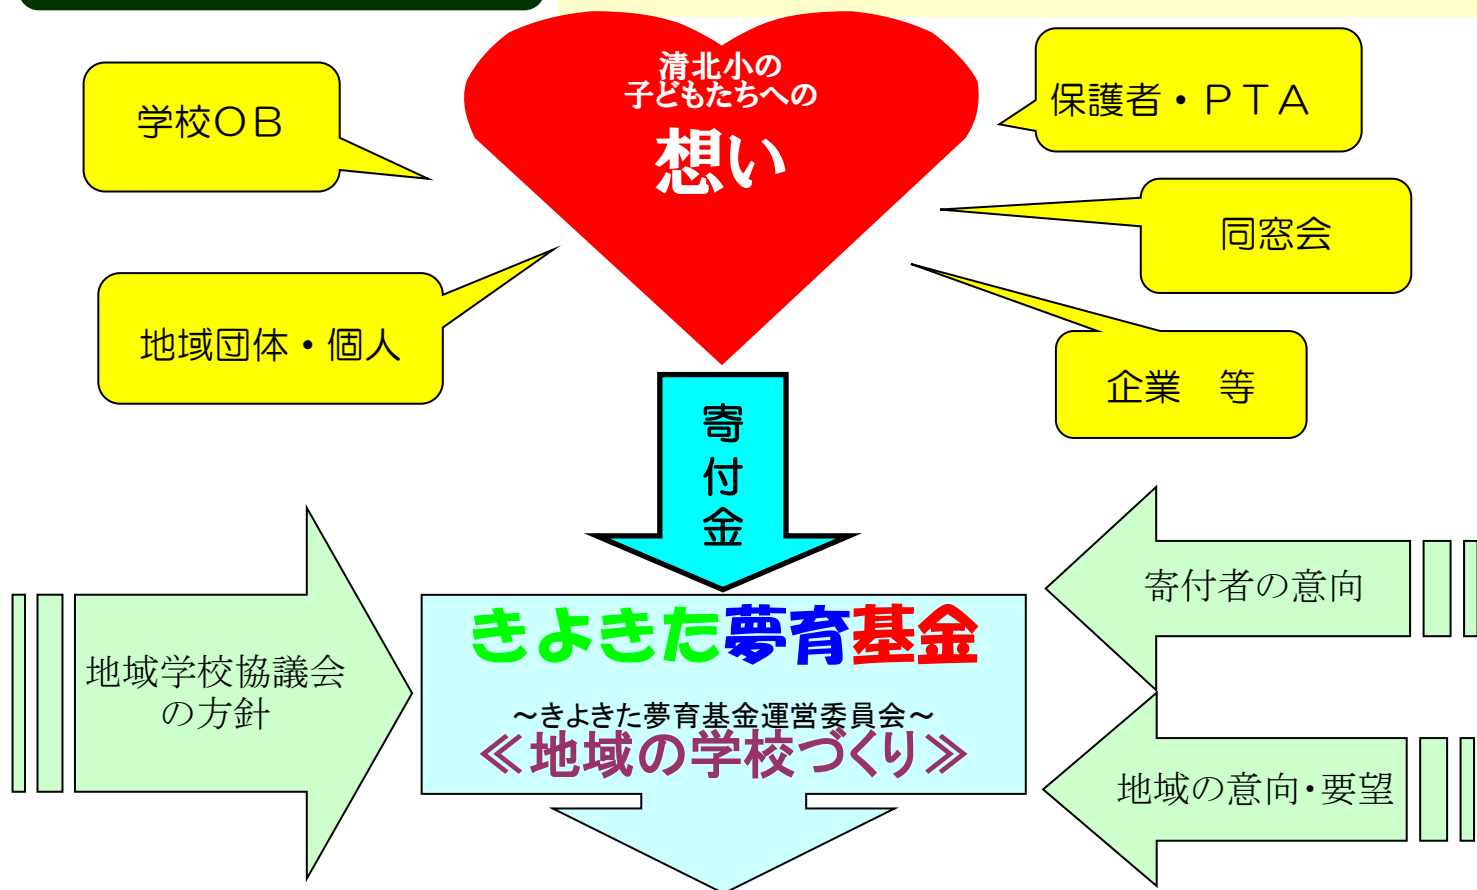 清北小の
子どもたちへの
想い
学校ＯＢ
保護者・ＰＴＡ
同窓会
地域団体・個人
企業　等
寄
付
金
地域学校協議会
の方針
寄付者の意向
きよきた夢育基金
～きよきた夢育基金運営委員会～
≪地域の学校づくり≫
地域の意向・要望